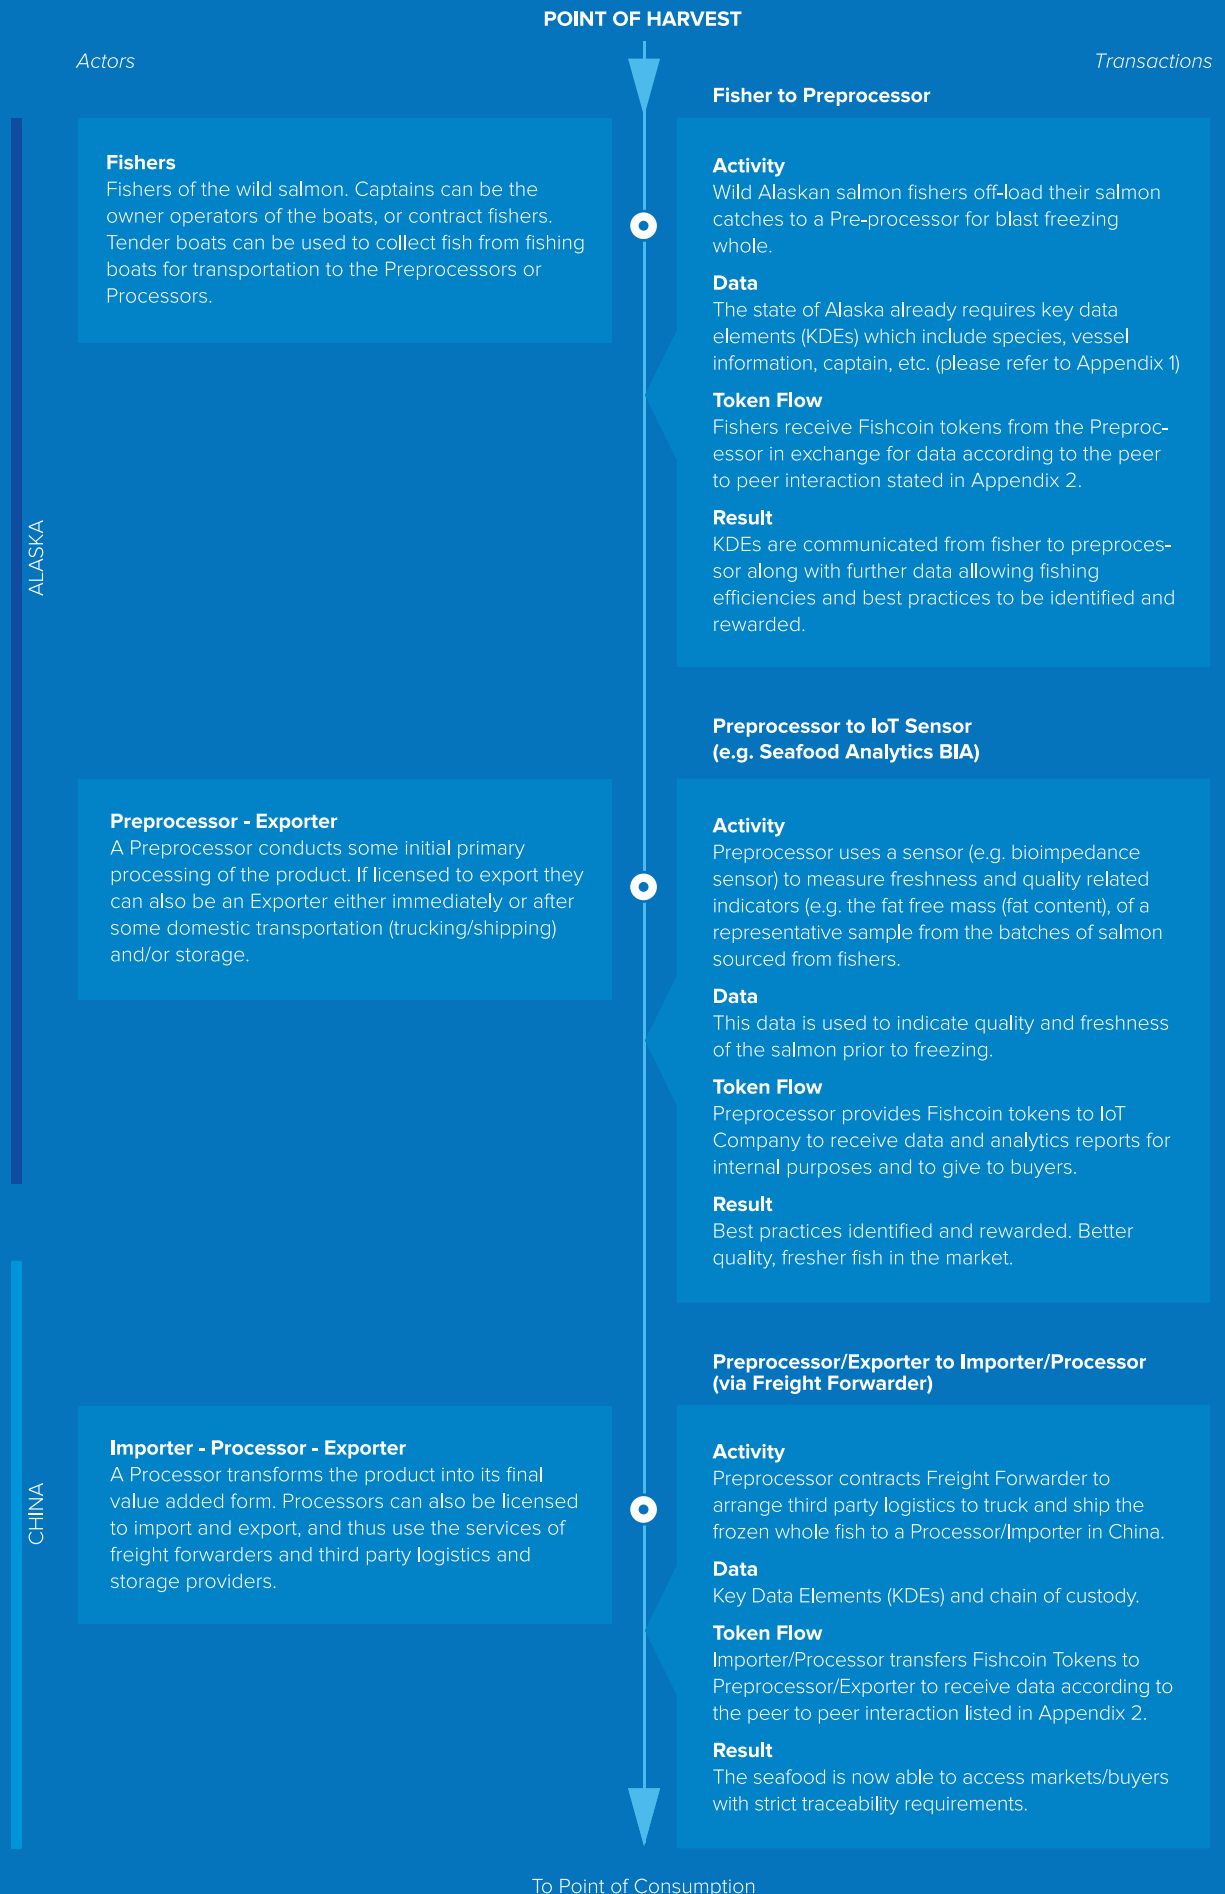 POINT OF HARVEST
Actors
Transactions
Fisher to Preprocessor
Fishers
Fishers of the wild salmon. Captains can be the
owner operators of the boats, or contract fishers.
Tender boats can be used to collect fish from fishing
boats for transportation to the Preprocessors or
Processors.
Activity
Wild Alaskan salmon fishers off-load their salmon
catches to a Pre-processor for blast freezing
whole.
Data
The state of Alaska already requires key data
elements (KDEs) which include species, vessel
information, captain, etc. (please refer to Appendix 1)
Token Flow
Fishers receive Fishcoin tokens from the Preproc-
essor in exchange for data according to the peer
to peer interaction stated in Appendix 2.
Result
KDEs are communicated from fisher to preproces-
sor along with further data allowing fishing
efficiencies and best practices to be identified and
rewarded.
ALASKA
Preprocessor to IoT Sensor
(e.g. Seafood Analytics BIA)
Preprocessor - Exporter
A Preprocessor conducts some initial primary
processing of the product. If licensed to export they
can also be an Exporter either immediately or after
some domestic transportation (trucking/shipping)
and/or storage.
Activity
Preprocessor uses a sensor (e.g. bioimpedance
sensor) to measure freshness and quality related
indicators (e.g. the fat free mass (fat content), of a
representative sample from the batches of salmon
sourced from fishers.
Data
This data is used to indicate quality and freshness
of the salmon prior to freezing.
Token Flow
Preprocessor provides Fishcoin tokens to IoT
Company to receive data and analytics reports for
internal purposes and to give to buyers.
Result
Best practices identified and rewarded. Better
quality, fresher fish in the market.
Preprocessor/Exporter to Importer/Processor
(via Freight Forwarder)
Importer - Processor - Exporter
A Processor transforms the product into its final
value added form. Processors can also be licensed
to import and export, and thus use the services of
freight forwarders and third party logistics and
storage providers.
CHINA
Activity
Preprocessor contracts Freight Forwarder to
arrange third party logistics to truck and ship the
frozen whole fish to a Processor/Importer in China.
Data
Key Data Elements (KDEs) and chain of custody.
Token Flow
Importer/Processor transfers Fishcoin Tokens to
Preprocessor/Exporter to receive data according to
the peer to peer interaction listed in Appendix 2.
Result
The seafood is now able to access markets/buyers
with strict traceability requirements.
To Point of Consumption